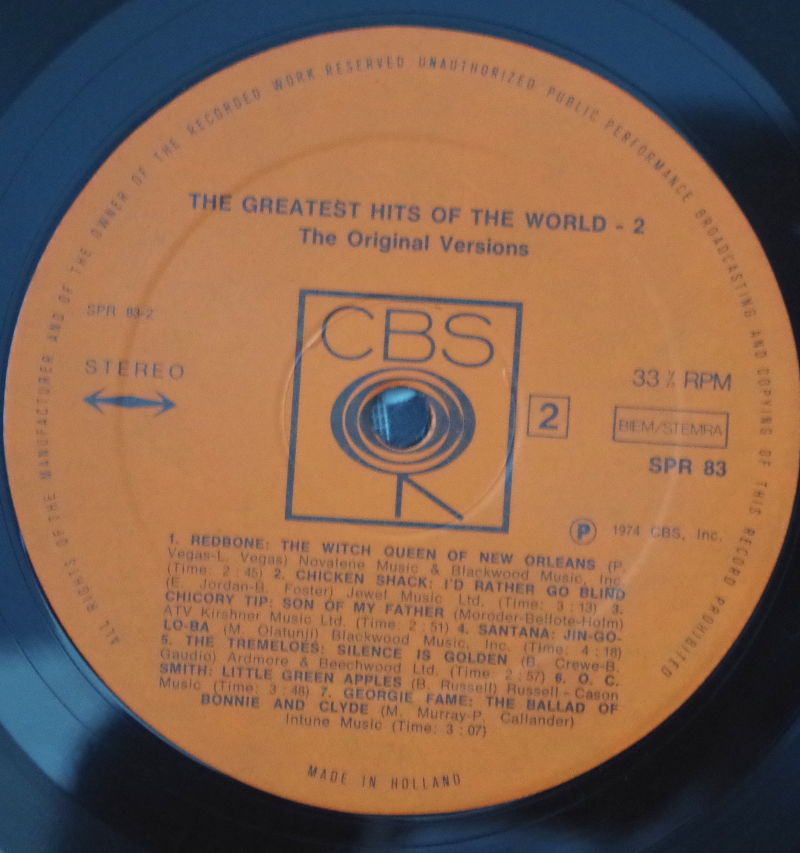 ALL RIGHTS OF THE MANUFACTURER AND OF THE OWNER OF THE RECORDED WORK RESERVED UNAUTHORIZED PUBLIC PERFORMANCE BROADCASTING AND COPYING OF THIS RECORD PROHIBITED
THE GREATEST HITS OF THE WORLD - 2
The Original Versions
SPR 83-2
STEREO
CBS
2
33⅓ RPM
BIEM/STEMRA
SPR 83
Ⓟ 1974 CBS, Inc.
1. REDBONE: THE WITCH QUEEN OF NEW ORLEANS (P.
Vegas-L. Vegas) Novalene Music & Blackwood Music, Inc.
(Time: 2:45) 2. CHICKEN SHACK: I'D RATHER GO BLIND
(E. Jordan-B. Foster) Jewel Music Ltd. (Time: 3:13) 3.
CHICORY TIP: SON OF MY FATHER (Moroder-Bellote-Holm)
ATV Kirshner Music Ltd. (Time: 2:51) 4. SANTANA: JIN-GO-
LO-BA (M. Olatunji) Blackwood Music, Inc. (Time: 4:18)
5. THE TREMELOES: SILENCE IS GOLDEN (B. Crewe-B.
Gaudio) Ardmore & Beechwood Ltd. (Time: 2:57) 6. O. C.
SMITH: LITTLE GREEN APPLES (B. Russell) Russell-Cason
Music (Time: 3:48) 7. GEORGIE FAME: THE BALLAD OF
BONNIE AND CLYDE (M. Murray-P. Callander)
Intune Music (Time: 3:07)
MADE IN HOLLAND